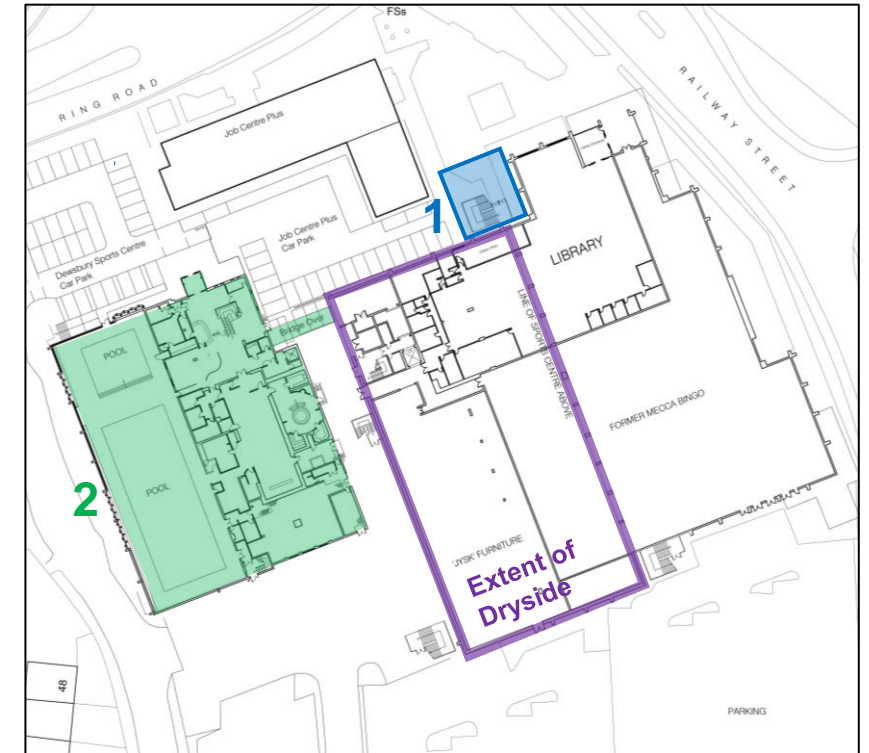 FSs
RING ROAD
RAILWAY STREET
Job Centre Plus
1
LIBRARY
Job Centre Plus
Car Park
Dewsbury Sports Centre
Car Park
Bridge Over
POOL
LINE OF SPORTS CENTRE ABOVE
FORMER MECCA BINGO
2
POOL
'JYSK' FURNITURE
Extent of
Dryside
48
PARKING